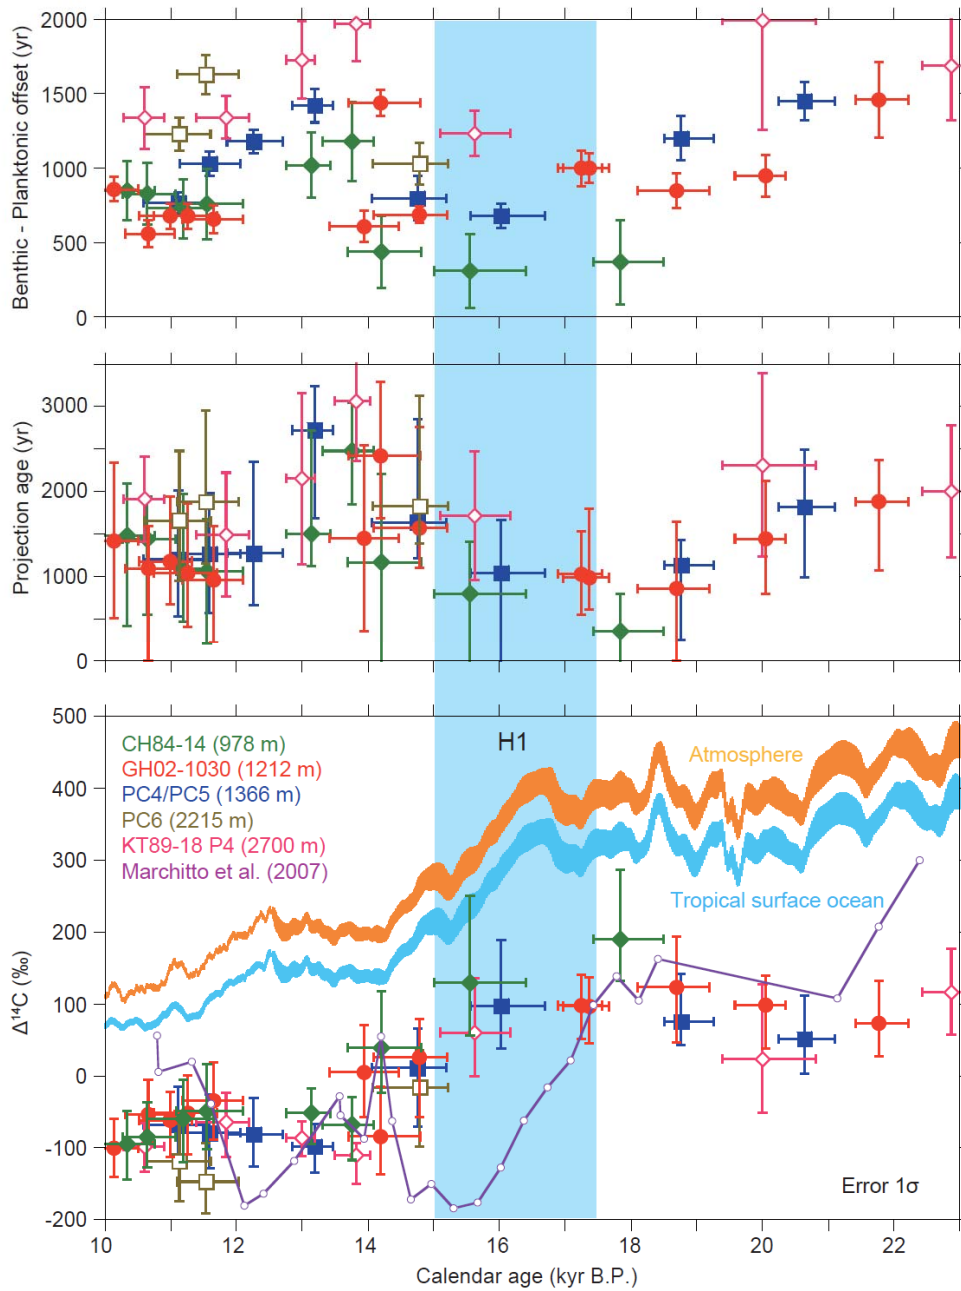 2000
1500
1000
500
0
Benthic - Planktonic offset (yr)
3000
2000
1000
0
Projection age (yr)
500
400
300
200
100
0
-100
-200
Δ¹⁴C (‰)
CH84-14 (978 m)
GH02-1030 (1212 m)
PC4/PC5 (1366 m)
PC6 (2215 m)
KT89-18 P4 (2700 m)
Marchitto et al. (2007)
H1
Atmosphere
Tropical surface ocean
Error 1σ
10 12 14 16 18 20 22
Calendar age (kyr B.P.)